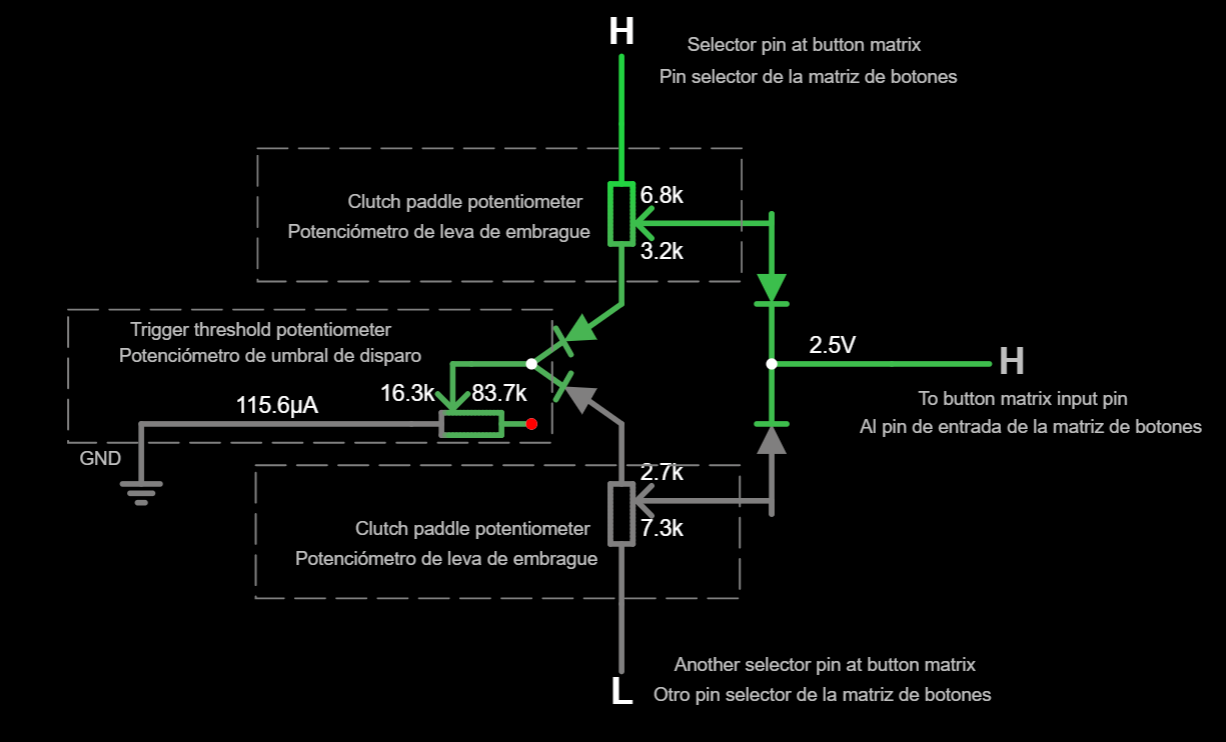 H
Selector pin at button matrix
Pin selector de la matriz de botones
Clutch paddle potentiometer
Potenciómetro de leva de embrague
6.8k
3.2k
Trigger threshold potentiometer
Potenciómetro de umbral de disparo
16.3k
83.7k
115.6μA
GND
2.5V
H
To button matrix input pin
Al pin de entrada de la matriz de botones
2.7k
7.3k
Clutch paddle potentiometer
Potenciómetro de leva de embrague
Another selector pin at button matrix
L
Otro pin selector de la matriz de botones